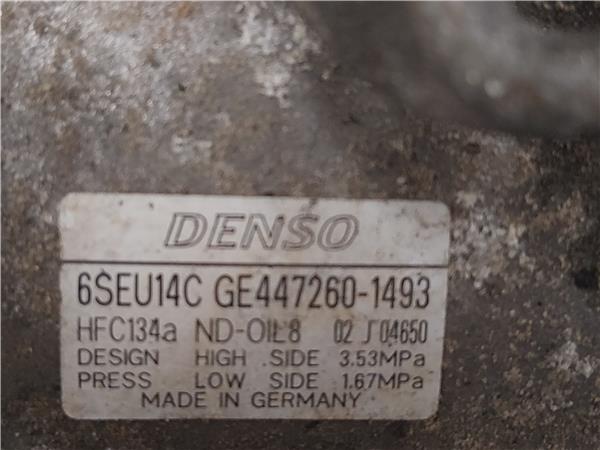 DENSO
6SEU14C GE447260-1493
HFC134a ND-OIL8 02 J 04650
DESIGN HIGH SIDE 3.53MPa
PRESS LOW SIDE 1.67MPa
MADE IN GERMANY